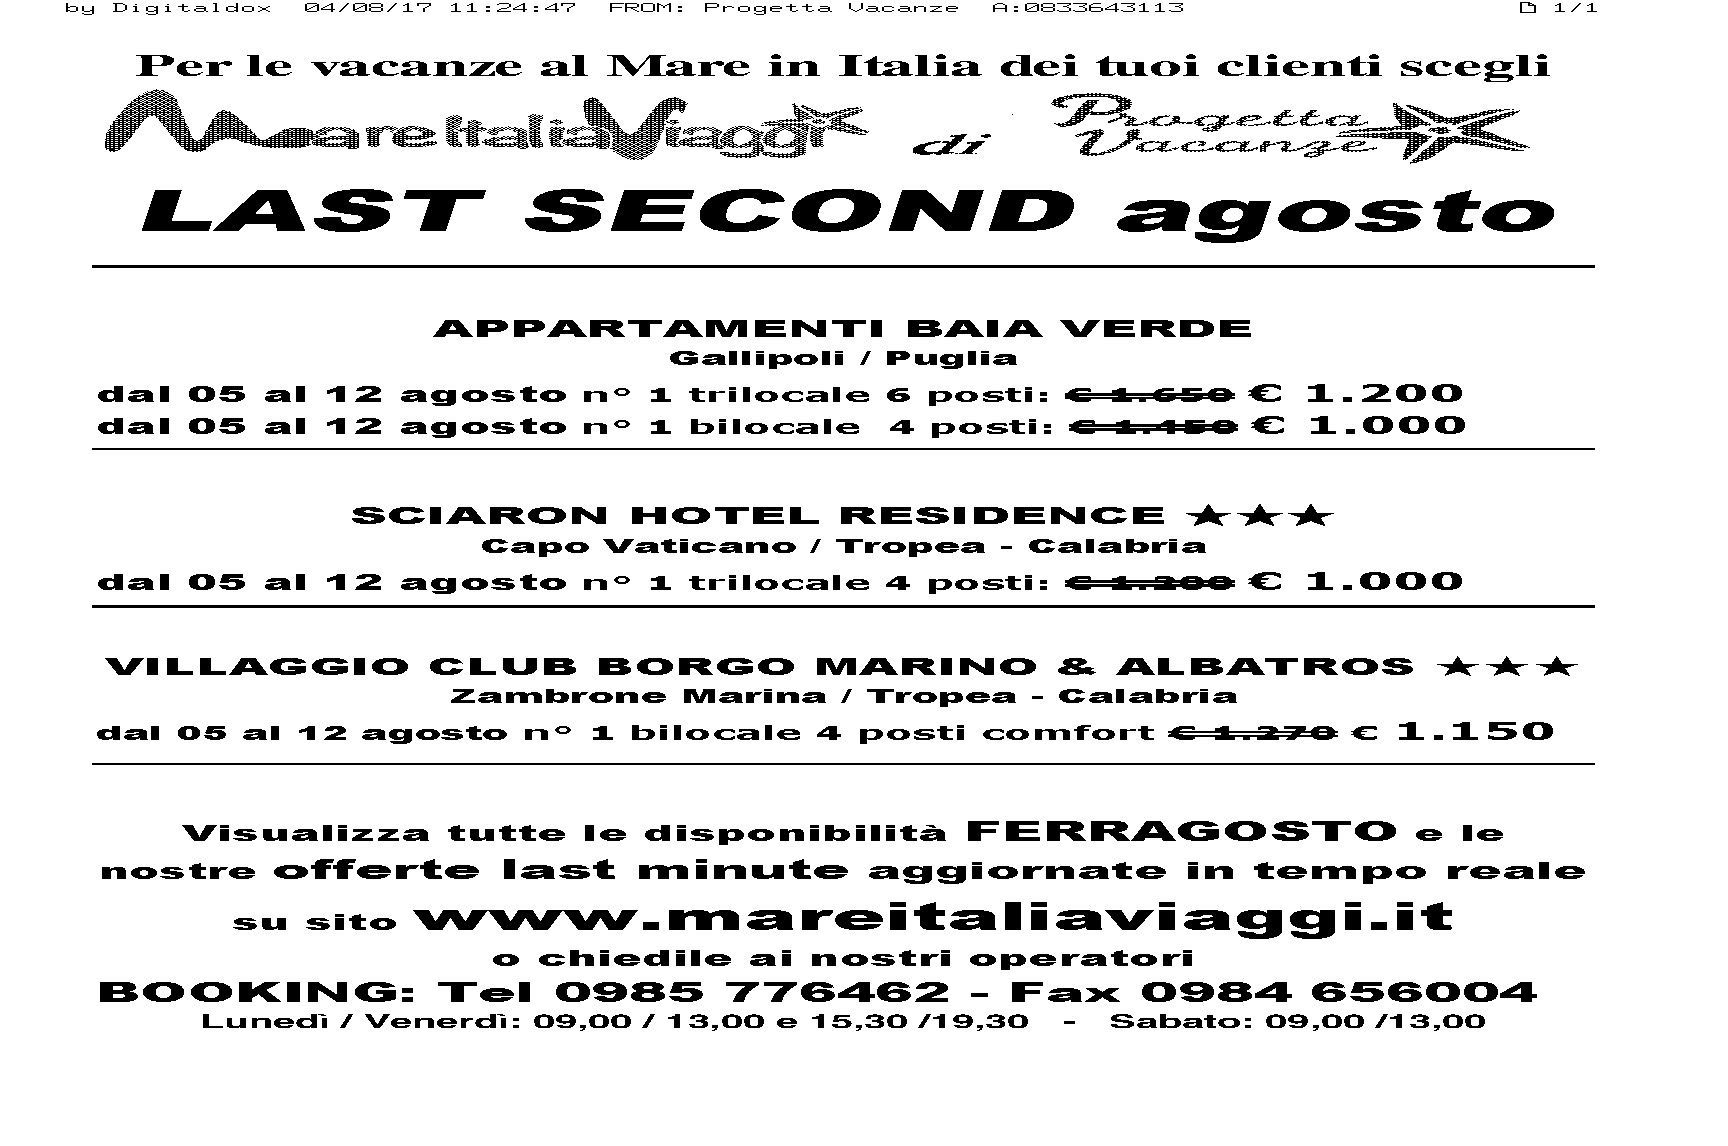 by Digitaldox 04/08/17 11:24:47 FROM: Progetta Vacanze A:0833643113 1/1
Per le vacanze al Mare in Italia dei tuoi clienti scegli
MareItaliaViaggi di Progetta Vacanze
LAST SECOND agosto
APPARTAMENTI BAIA VERDE
Gallipoli / Puglia
dal 05 al 12 agosto n° 1 trilocale 6 posti: € 1.650 € 1.200
dal 05 al 12 agosto n° 1 bilocale 4 posti: € 1.450 € 1.000
SCIARON HOTEL RESIDENCE ★★★
Capo Vaticano / Tropea - Calabria
dal 05 al 12 agosto n° 1 trilocale 4 posti: € 1.200 € 1.000
VILLAGGIO CLUB BORGO MARINO & ALBATROS ★★★
Zambrone Marina / Tropea - Calabria
dal 05 al 12 agosto n° 1 bilocale 4 posti comfort € 1.270 € 1.150
Visualizza tutte le disponibilità FERRAGOSTO e le
nostre offerte last minute aggiornate in tempo reale
su sito www.mareitaliaviaggi.it
o chiedile ai nostri operatori
BOOKING: Tel 0985 776462 - Fax 0984 656004
Lunedì / Venerdì: 09,00 / 13,00 e 15,30 /19,30 - Sabato: 09,00 /13,00